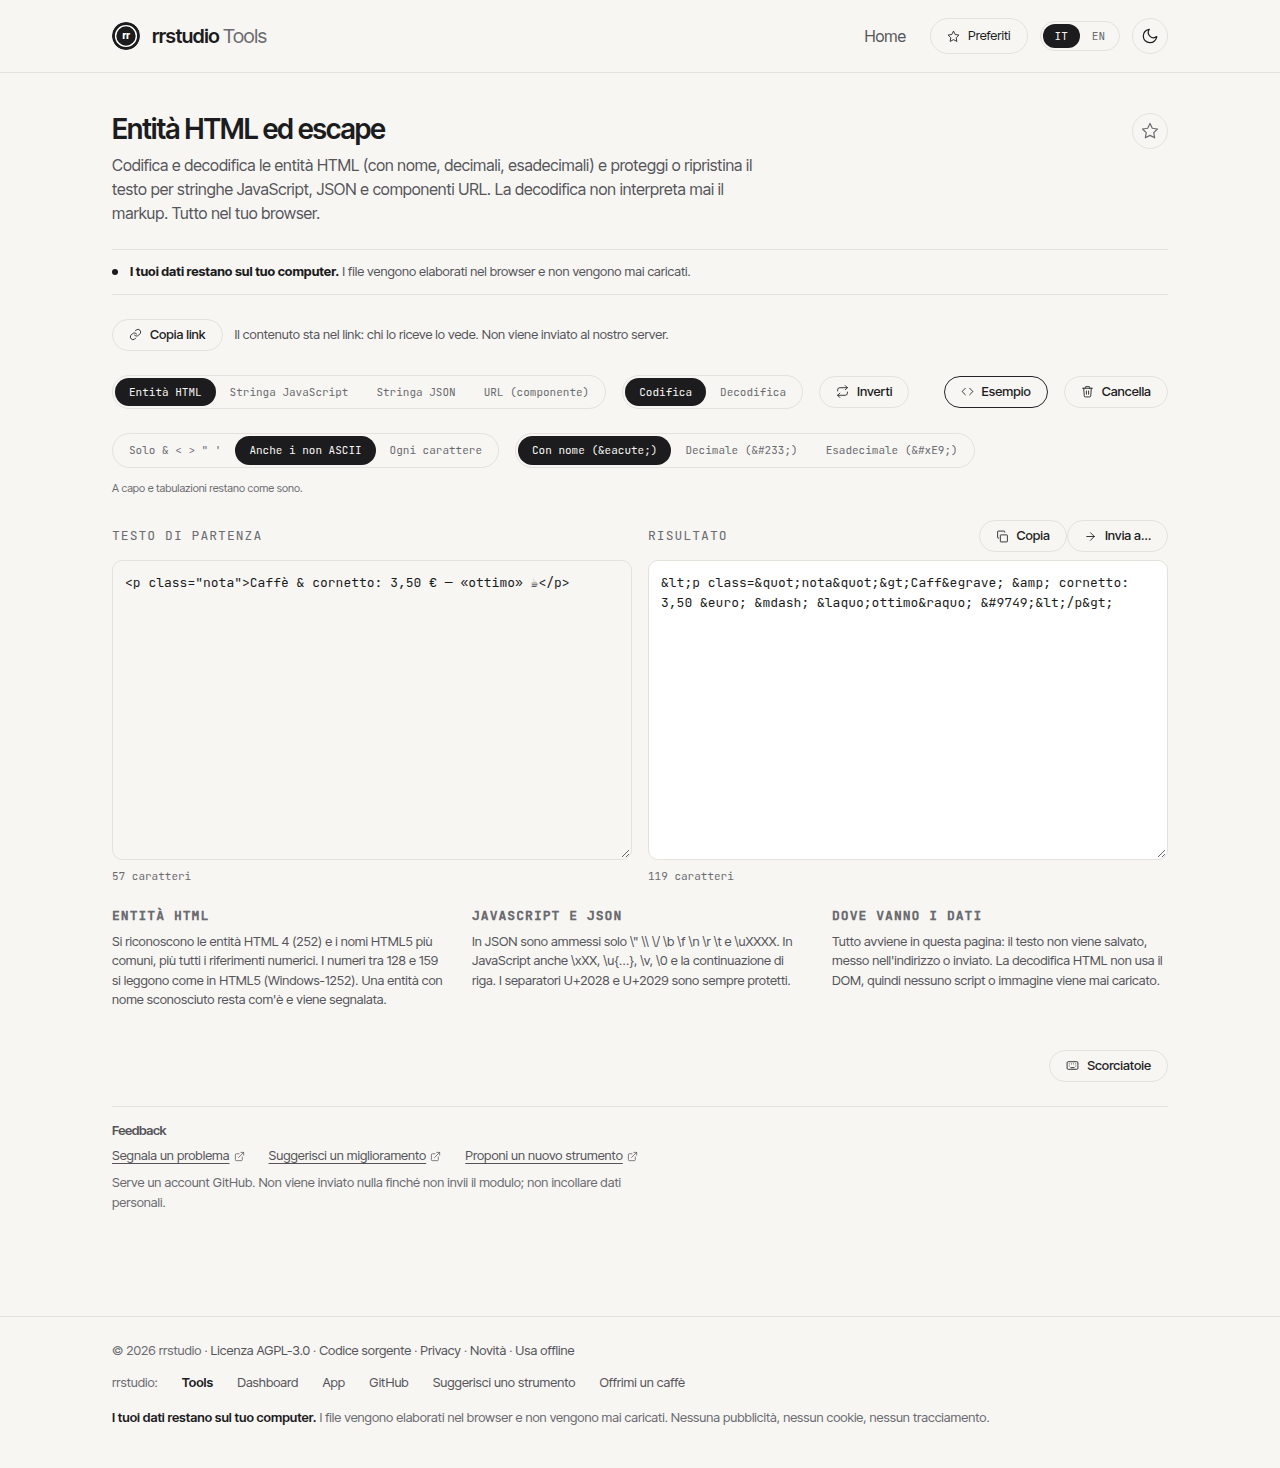 rr rrstudio Tools
Home
Preferiti
IT EN
Entità HTML ed escape
Codifica e decodifica le entità HTML (con nome, decimali, esadecimali) e proteggi o ripristina il
testo per stringhe JavaScript, JSON e componenti URL. La decodifica non interpreta mai il
markup. Tutto nel tuo browser.
I tuoi dati restano sul tuo computer. I file vengono elaborati nel browser e non vengono mai caricati.
Copia link
Il contenuto sta nel link: chi lo riceve lo vede. Non viene inviato al nostro server.
Entità HTML Stringa JavaScript Stringa JSON URL (componente)
Codifica Decodifica
Inverti
Esempio
Cancella
Solo & < > " ' Anche i non ASCII Ogni carattere
Con nome (&eacute;) Decimale (&#233;) Esadecimale (&#xE9;)
A capo e tabulazioni restano come sono.
TESTO DI PARTENZA
<p class="nota">Caffè & cornetto: 3,50 € — «ottimo» ☕</p>
57 caratteri
RISULTATO
Copia
Invia a…
&lt;p class=&quot;nota&quot;&gt;Caff&egrave; &amp; cornetto:
3,50 &euro; &mdash; &laquo;ottimo&raquo; &#9749;&lt;/p&gt;
119 caratteri
ENTITÀ HTML
Si riconoscono le entità HTML 4 (252) e i nomi HTML5 più
comuni, più tutti i riferimenti numerici. I numeri tra 128 e 159
si leggono come in HTML5 (Windows-1252). Una entità con
nome sconosciuto resta com'è e viene segnalata.
JAVASCRIPT E JSON
In JSON sono ammessi solo \" \\ \/ \b \f \n \r \t e \uXXXX. In
JavaScript anche \xXX, \u{…}, \v, \0 e la continuazione di
riga. I separatori U+2028 e U+2029 sono sempre protetti.
DOVE VANNO I DATI
Tutto avviene in questa pagina: il testo non viene salvato,
messo nell'indirizzo o inviato. La decodifica HTML non usa il
DOM, quindi nessuno script o immagine viene mai caricato.
Scorciatoie
Feedback
Segnala un problema
Suggerisci un miglioramento
Proponi un nuovo strumento
Serve un account GitHub. Non viene inviato nulla finché non invii il modulo; non incollare dati
personali.
© 2026 rrstudio · Licenza AGPL-3.0 · Codice sorgente · Privacy · Novità · Usa offline
rrstudio: Tools Dashboard App GitHub Suggerisci uno strumento Offrimi un caffè
I tuoi dati restano sul tuo computer. I file vengono elaborati nel browser e non vengono mai caricati. Nessuna pubblicità, nessun cookie, nessun tracciamento.